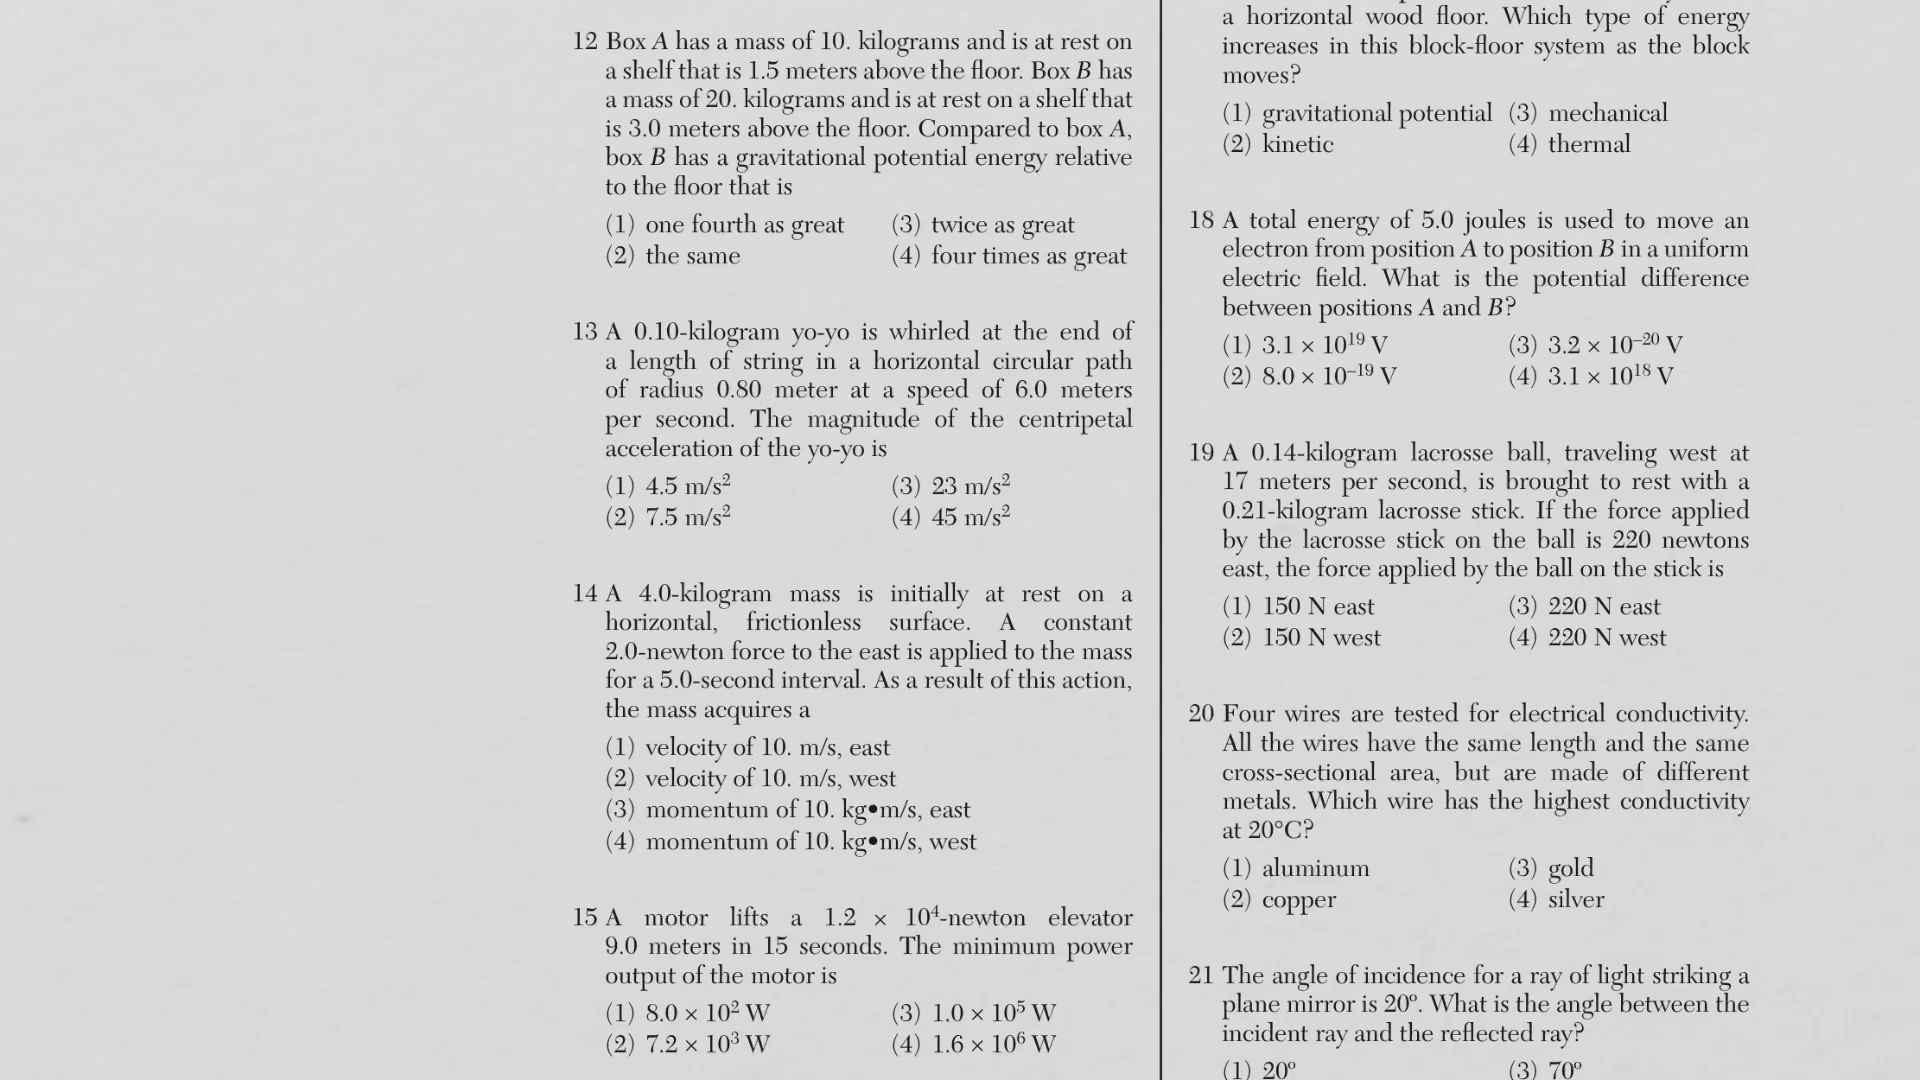 12 Box A has a mass of 10. kilograms and is at rest on
a shelf that is 1.5 meters above the floor. Box B has
a mass of 20. kilograms and is at rest on a shelf that
is 3.0 meters above the floor. Compared to box A,
box B has a gravitational potential energy relative
to the floor that is
(1) one fourth as great (3) twice as great
(2) the same (4) four times as great
13 A 0.10-kilogram yo-yo is whirled at the end of
a length of string in a horizontal circular path
of radius 0.80 meter at a speed of 6.0 meters
per second. The magnitude of the centripetal
acceleration of the yo-yo is
(1) 4.5 m/s² (3) 23 m/s²
(2) 7.5 m/s² (4) 45 m/s²
14 A 4.0-kilogram mass is initially at rest on a
horizontal, frictionless surface. A constant
2.0-newton force to the east is applied to the mass
for a 5.0-second interval. As a result of this action,
the mass acquires a
(1) velocity of 10. m/s, east
(2) velocity of 10. m/s, west
(3) momentum of 10. kg•m/s, east
(4) momentum of 10. kg•m/s, west
15 A motor lifts a 1.2 × 10⁴-newton elevator
9.0 meters in 15 seconds. The minimum power
output of the motor is
(1) 8.0 × 10² W (3) 1.0 × 10⁵ W
(2) 7.2 × 10³ W (4) 1.6 × 10⁶ W
a horizontal wood floor. Which type of energy
increases in this block-floor system as the block
moves?
(1) gravitational potential (3) mechanical
(2) kinetic (4) thermal
18 A total energy of 5.0 joules is used to move an
electron from position A to position B in a uniform
electric field. What is the potential difference
between positions A and B?
(1) 3.1 × 10¹⁹ V (3) 3.2 × 10⁻²⁰ V
(2) 8.0 × 10⁻¹⁹ V (4) 3.1 × 10¹⁸ V
19 A 0.14-kilogram lacrosse ball, traveling west at
17 meters per second, is brought to rest with a
0.21-kilogram lacrosse stick. If the force applied
by the lacrosse stick on the ball is 220 newtons
east, the force applied by the ball on the stick is
(1) 150 N east (3) 220 N east
(2) 150 N west (4) 220 N west
20 Four wires are tested for electrical conductivity.
All the wires have the same length and the same
cross-sectional area, but are made of different
metals. Which wire has the highest conductivity
at 20°C?
(1) aluminum (3) gold
(2) copper (4) silver
21 The angle of incidence for a ray of light striking a
plane mirror is 20º. What is the angle between the
incident ray and the reflected ray?
(1) 20º (3) 70º